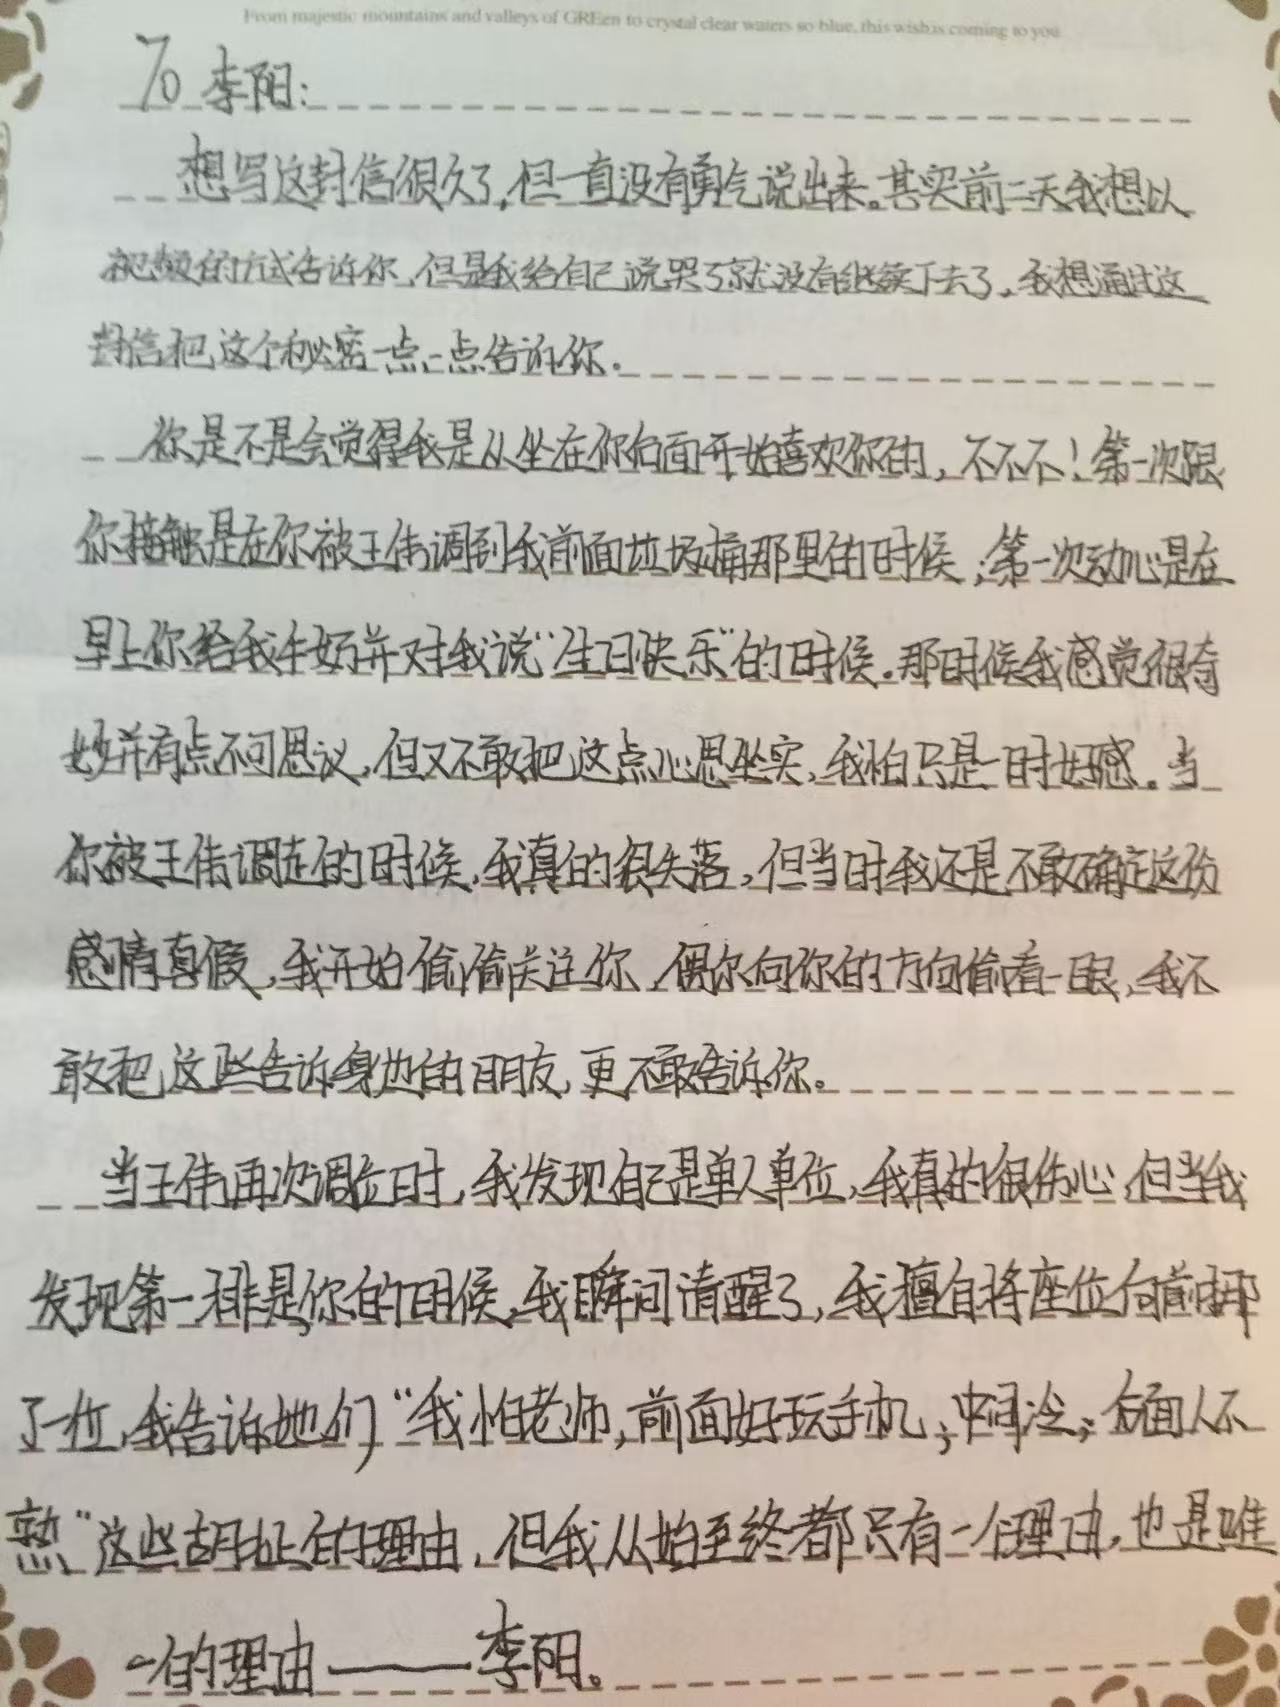 From majestic mountains and valleys of GREen to crystal clear waters so blue, this wish is coming to you
To 李阳：
想写这封信很久了，但一直没有勇气说出来。其实前二天我想以
视频的方式告诉你，但是我给自己说哭了就没有继续下去了，我想通过这
封信把这个秘密一点一点告诉你。
你是不是会觉得我是从坐在你后面开始喜欢你的，不不不！第一次跟
你接触是在你被王伟调到我前面垃圾桶那里的时候；第一次动心是在
早上你给我牛奶并对我说“生日快乐”的时候。那时候我感觉很奇
妙并有点不可思议，但又不敢把这点心思坐实，我怕只是一时好感。当
你被王伟调走的时候，我真的很失落，但当时我还是不敢确定这份
感情真假，我开始偷偷关注你，偶尔向你的方向偷看一眼，我不
敢把这些告诉身边的朋友，更不敢告诉你。
当王伟再次调位时，我发现自己是单人单位，我真的很伤心，但当我
发现第一排是你的时候，我瞬间清醒了，我擅自将座位向前挪
了一位，我告诉她们“我怕老师，前面好玩手机；中间冷；后面人不
熟”这些胡扯的理由，但我从始至终都只有一个理由，也是唯
一的理由——李阳。